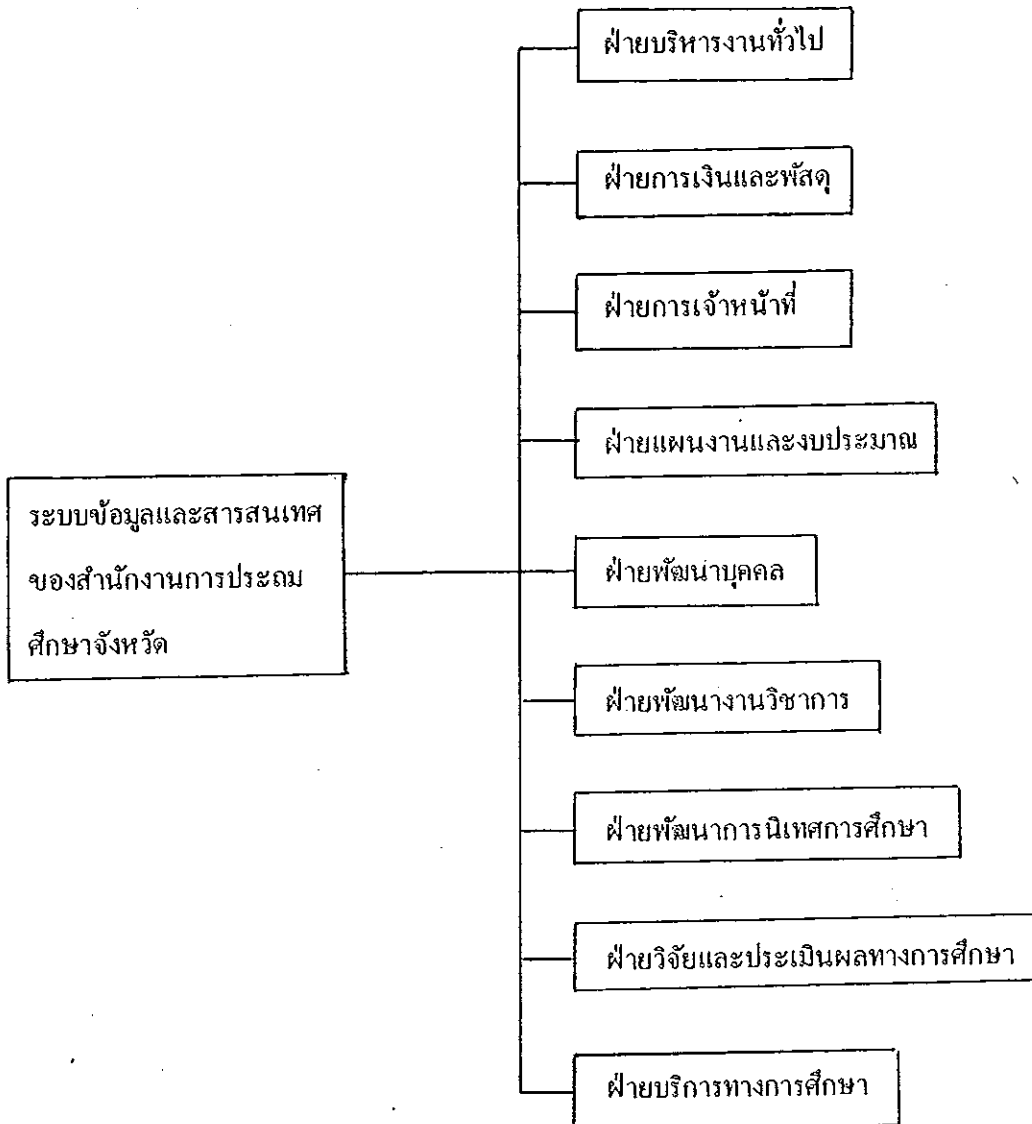 ฝ่ายบริหารงานทั่วไป
ฝ่ายการเงินและพัสดุ
ฝ่ายการเจ้าหน้าที่
ฝ่ายแผนงานและงบประมาณ
ระบบข้อมูลและสารสนเทศ
ของสำนักงานการประถม
ศึกษาจังหวัด
ฝ่ายพัฒนาบุคคล
ฝ่ายพัฒนางานวิชาการ
ฝ่ายพัฒนาการนิเทศการศึกษา
ฝ่ายวิจัยและประเมินผลทางการศึกษา
ฝ่ายบริการทางการศึกษา